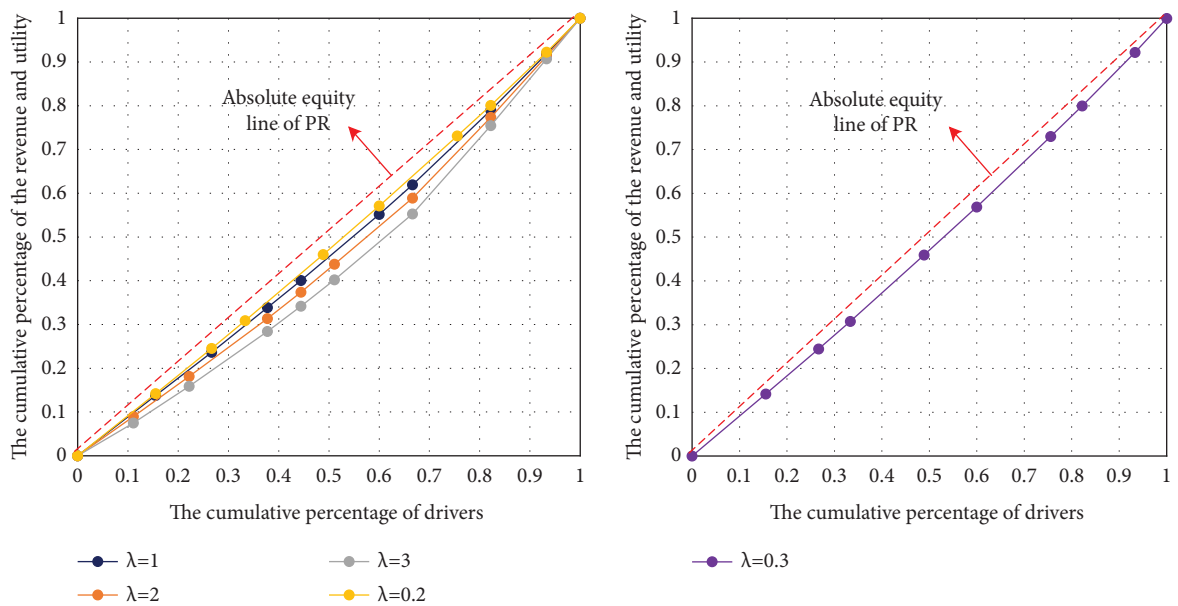 The cumulative percentage of the revenue and utility
1
0.9
0.8
0.7
0.6
0.5
0.4
0.3
0.2
0.1
0
Absolute equity
line of PR
0 0.1 0.2 0.3 0.4 0.5 0.6 0.7 0.8 0.9 1
The cumulative percentage of drivers
λ=1
λ=3
λ=2
λ=0.2
The cumulative percentage of the revenue and utility
1
0.9
0.8
0.7
0.6
0.5
0.4
0.3
0.2
0.1
0
Absolute equity
line of PR
0 0.1 0.2 0.3 0.4 0.5 0.6 0.7 0.8 0.9 1
The cumulative percentage of drivers
λ=0.3